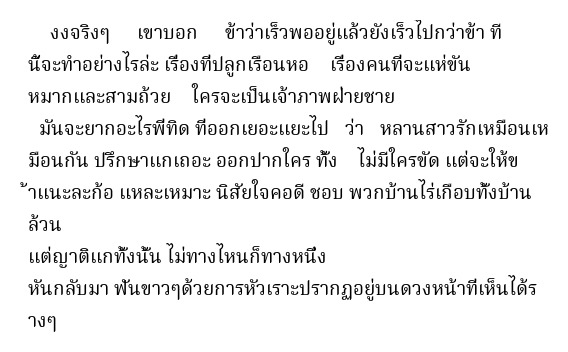 งงจริงๆ เขาบอก ข้าว่าเร็วพออยู่แล้วยังเร็วไปกว่าข้า ที
นี้จะทำอย่างไรล่ะ เรื่องที่ปลูกเรือนหอ เรื่องคนที่จะแห่ขัน
หมากและสามถ้วย ใครจะเป็นเจ้าภาพฝ่ายชาย
มันจะยากอะไรพี่ทิด ที่ออกเยอะแยะไป ว่า หลานสาวรักเหมือนเห
มือนกัน ปรึกษาแกเถอะ ออกปากใคร ทั้ง ไม่มีใครขัด แต่จะให้ข
้าแนะละก้อ แหละเหมาะ นิสัยใจคอดี ชอบ พวกบ้านไร่เกือบทั้งบ้าน
ล้วน
แต่ญาติแกทั้งนั้น ไม่ทางไหนก็ทางหนึ่ง
หันกลับมา ฟันขาวๆด้วยการหัวเราะปรากฏอยู่บนดวงหน้าที่เห็นได้ร
างๆ